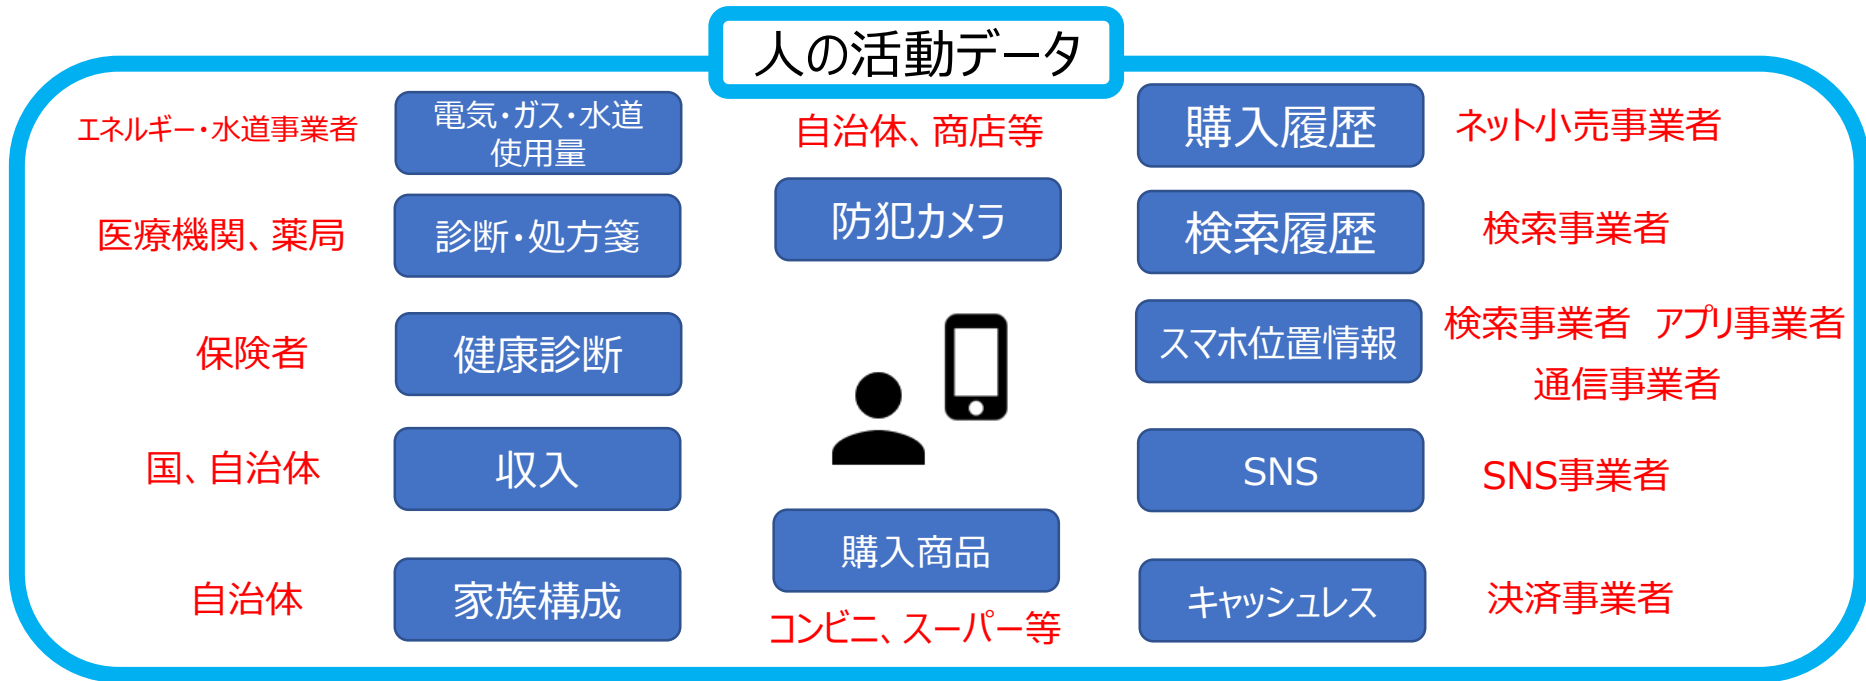 人の活動データ
エネルギー・水道事業者
電気・ガス・水道
使用量
医療機関、薬局
診断・処方箋
保険者
健康診断
国、自治体
収入
自治体
家族構成
自治体、商店等
防犯カメラ
購入商品
コンビニ、スーパー等
購入履歴
ネット小売事業者
検索履歴
検索事業者
スマホ位置情報
検索事業者　アプリ事業者
通信事業者
SNS
SNS事業者
キャッシュレス
決済事業者